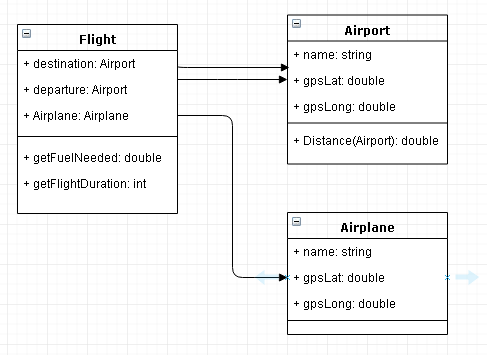 Flight
+ destination: Airport
+ departure: Airport
+ Airplane: Airplane
+ getFuelNeeded: double
+ getFlightDuration: int
Airport
+ name: string
+ gpsLat: double
+ gpsLong: double
+ Distance(Airport): double
Airplane
+ name: string
+ gpsLat: double
+ gpsLong: double